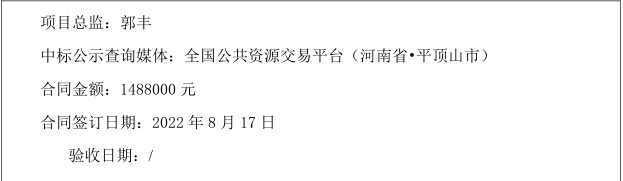 项目总监：郭丰
中标公示查询媒体：全国公共资源交易平台（河南省•平顶山市）
合同金额：1488000 元
合同签订日期：2022 年 8 月 17 日
验收日期：/